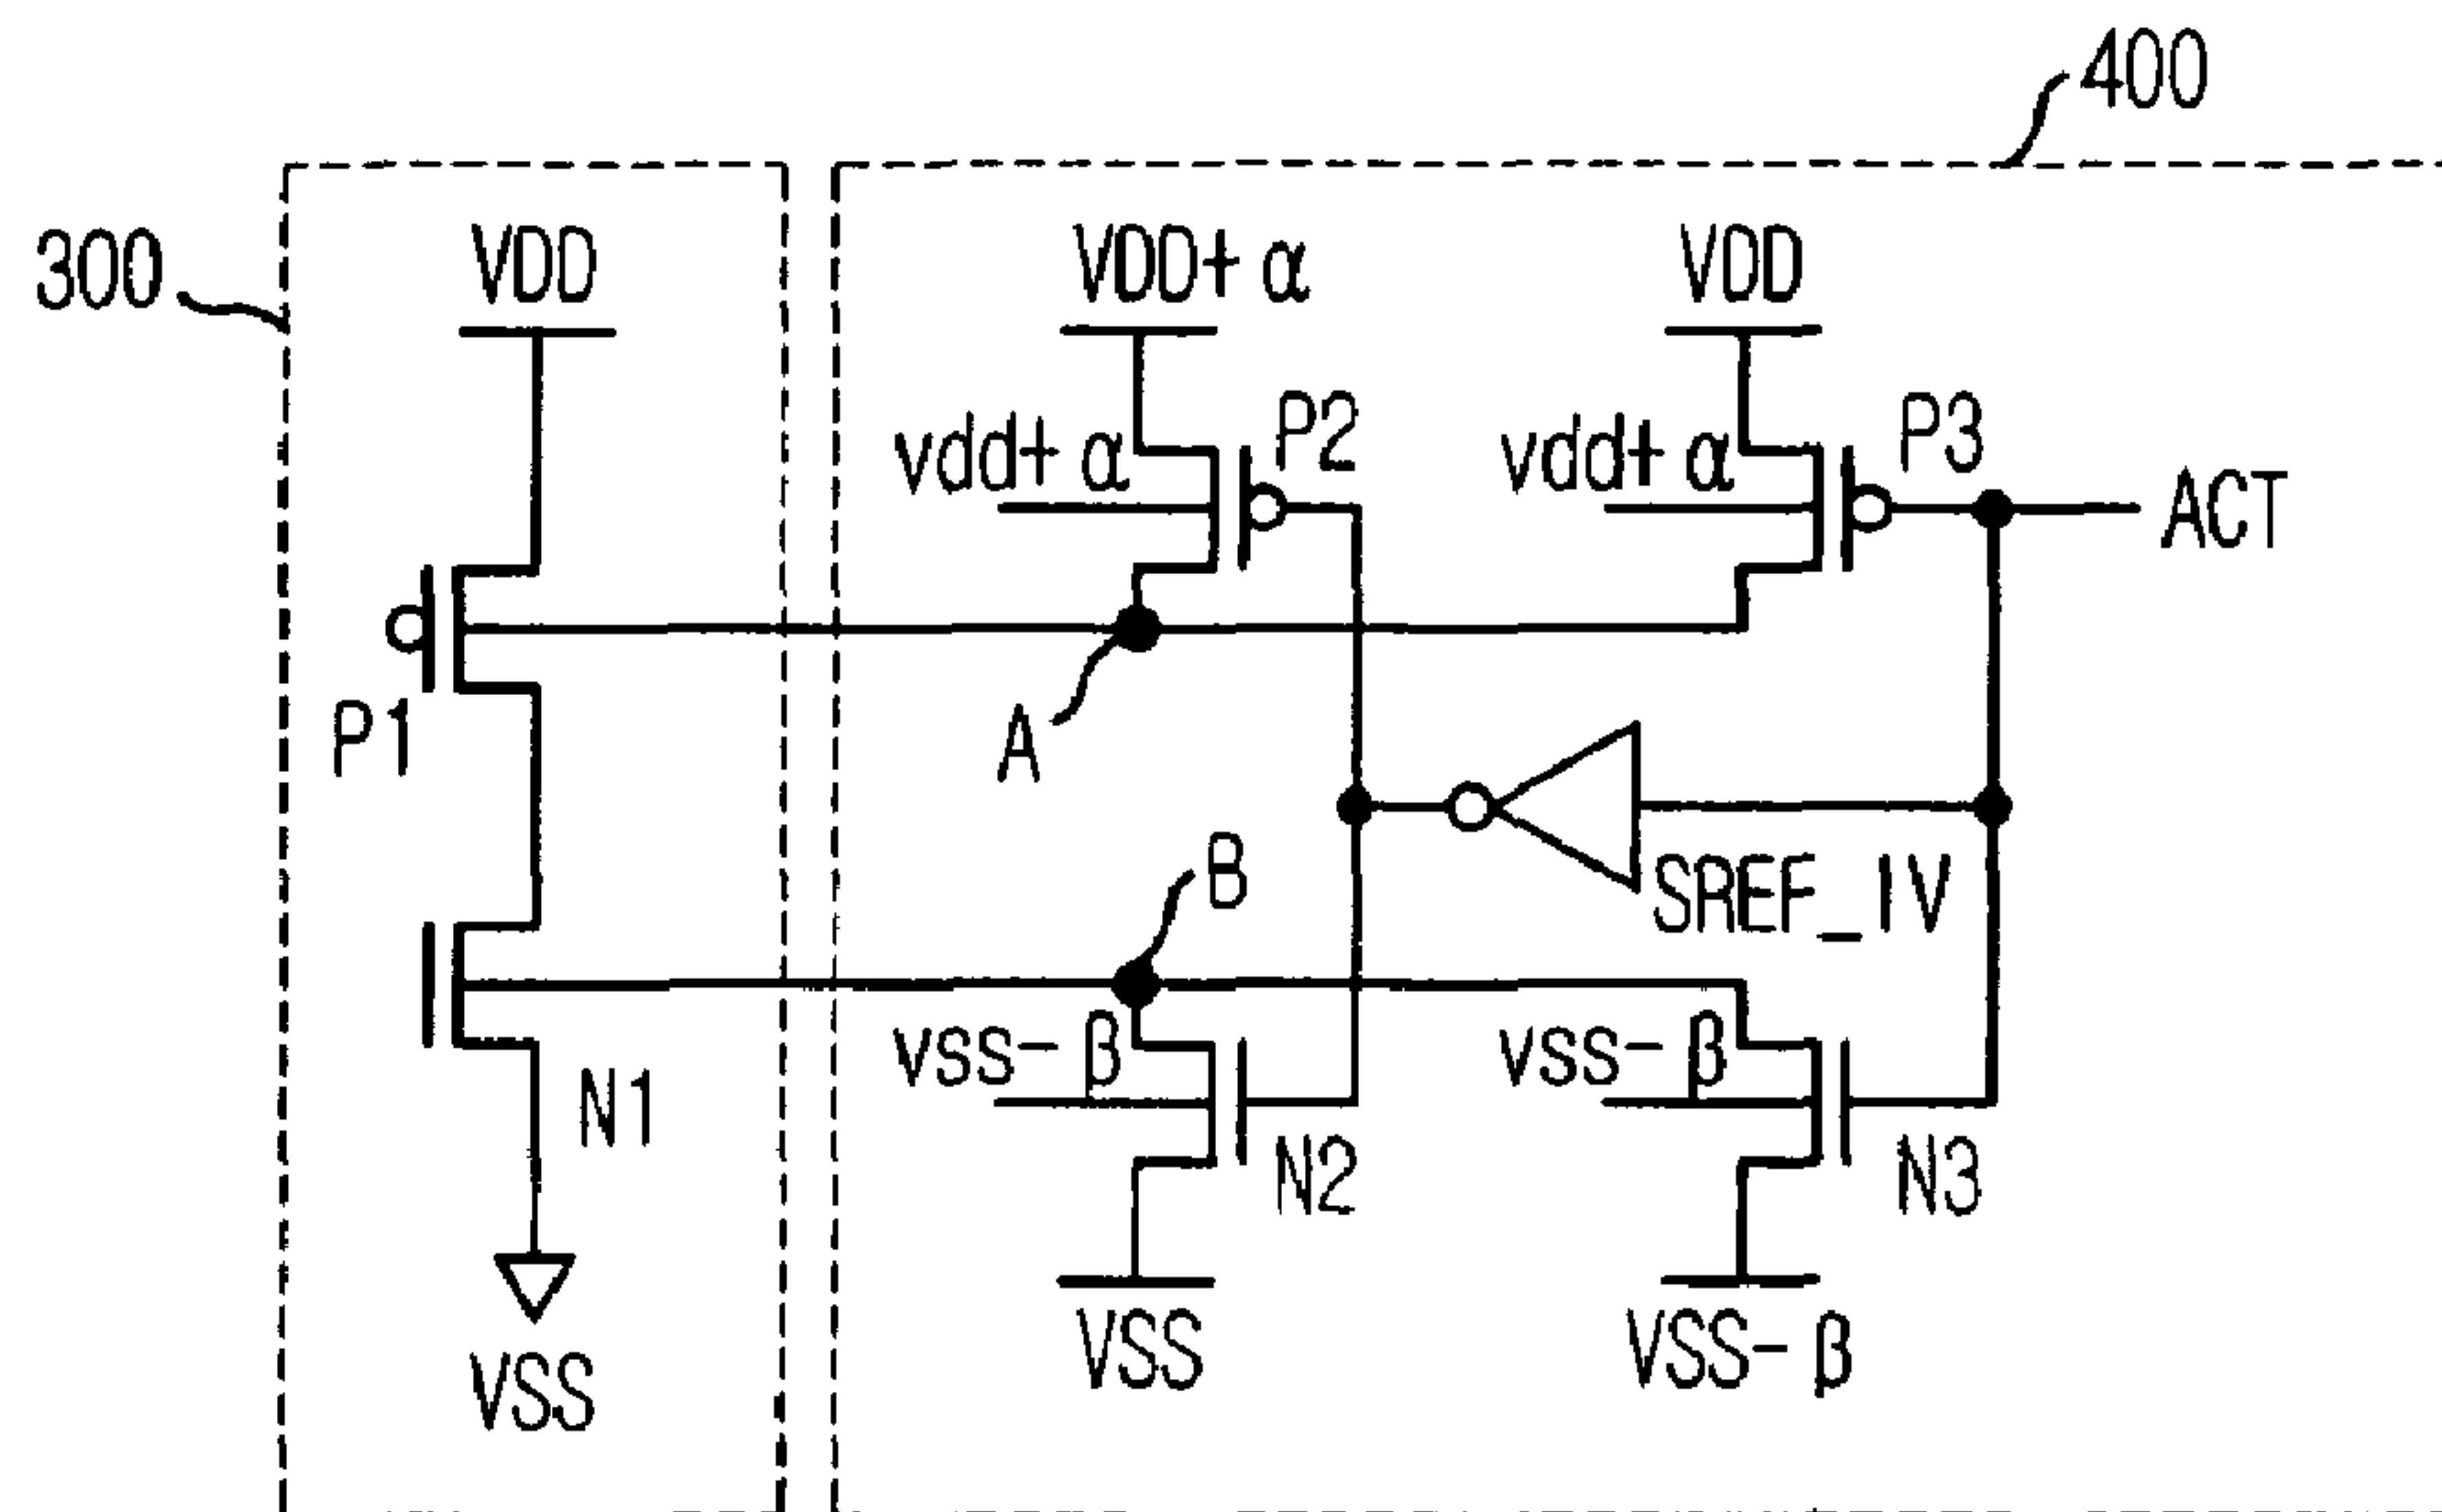 400
300
VDD
VDD+ α
VDD
vdd+ α
P2
vdd+ α
P3
ACT
P1
A
B
SREF_IV
vss- β
vss- β
N1
N2
N3
VSS
VSS
VSS- β